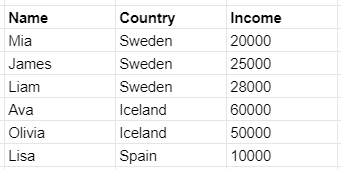 Name Country Income
Mia Sweden 20000
James Sweden 25000
Liam Sweden 28000
Ava Iceland 60000
Olivia Iceland 50000
Lisa Spain 10000